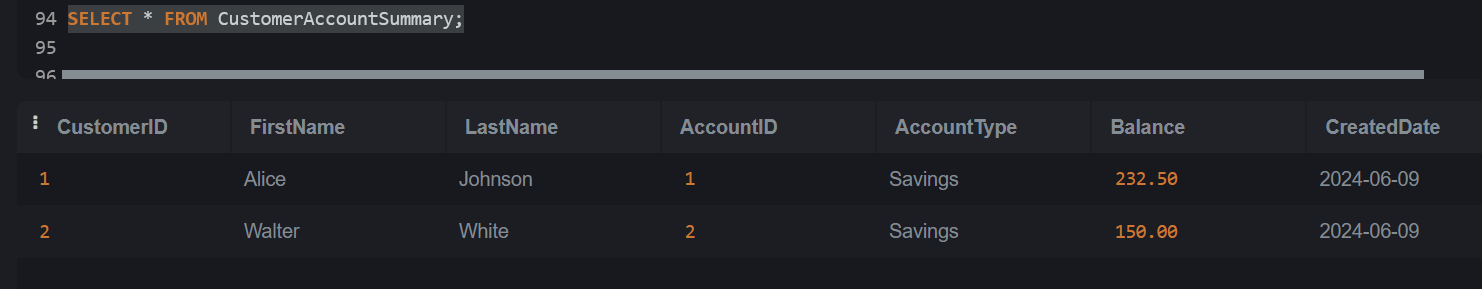 94 SELECT * FROM CustomerAccountSummary;
95
96
CustomerID FirstName LastName AccountID AccountType Balance CreatedDate
1 Alice Johnson 1 Savings 232.50 2024-06-09
2 Walter White 2 Savings 150.00 2024-06-09